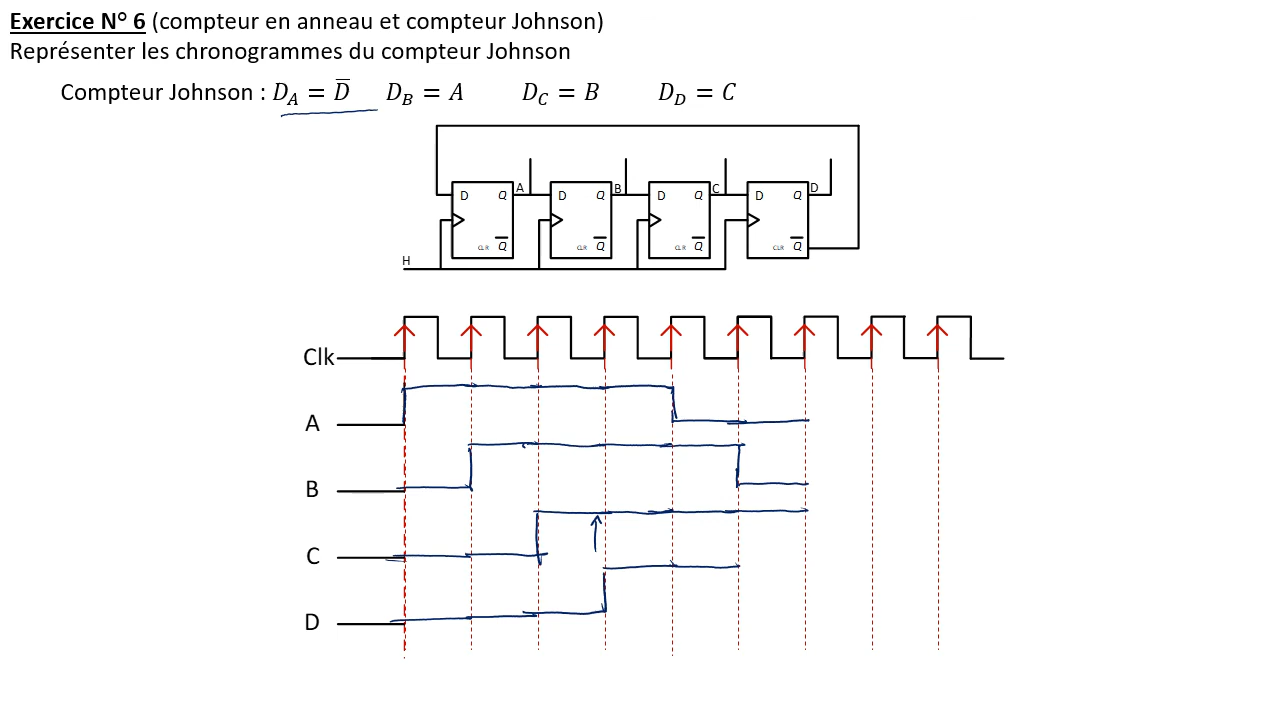 Exercice N° 6 (compteur en anneau et compteur Johnson)
Représenter les chronogrammes du compteur Johnson
Compteur Johnson : D_A = D̅ D_B = A D_C = B D_D = C
A B C D
D Q D Q D Q D Q
CLR Q̅ CLR Q̅ CLR Q̅ CLR Q̅
H
Clk
A
B
C
D